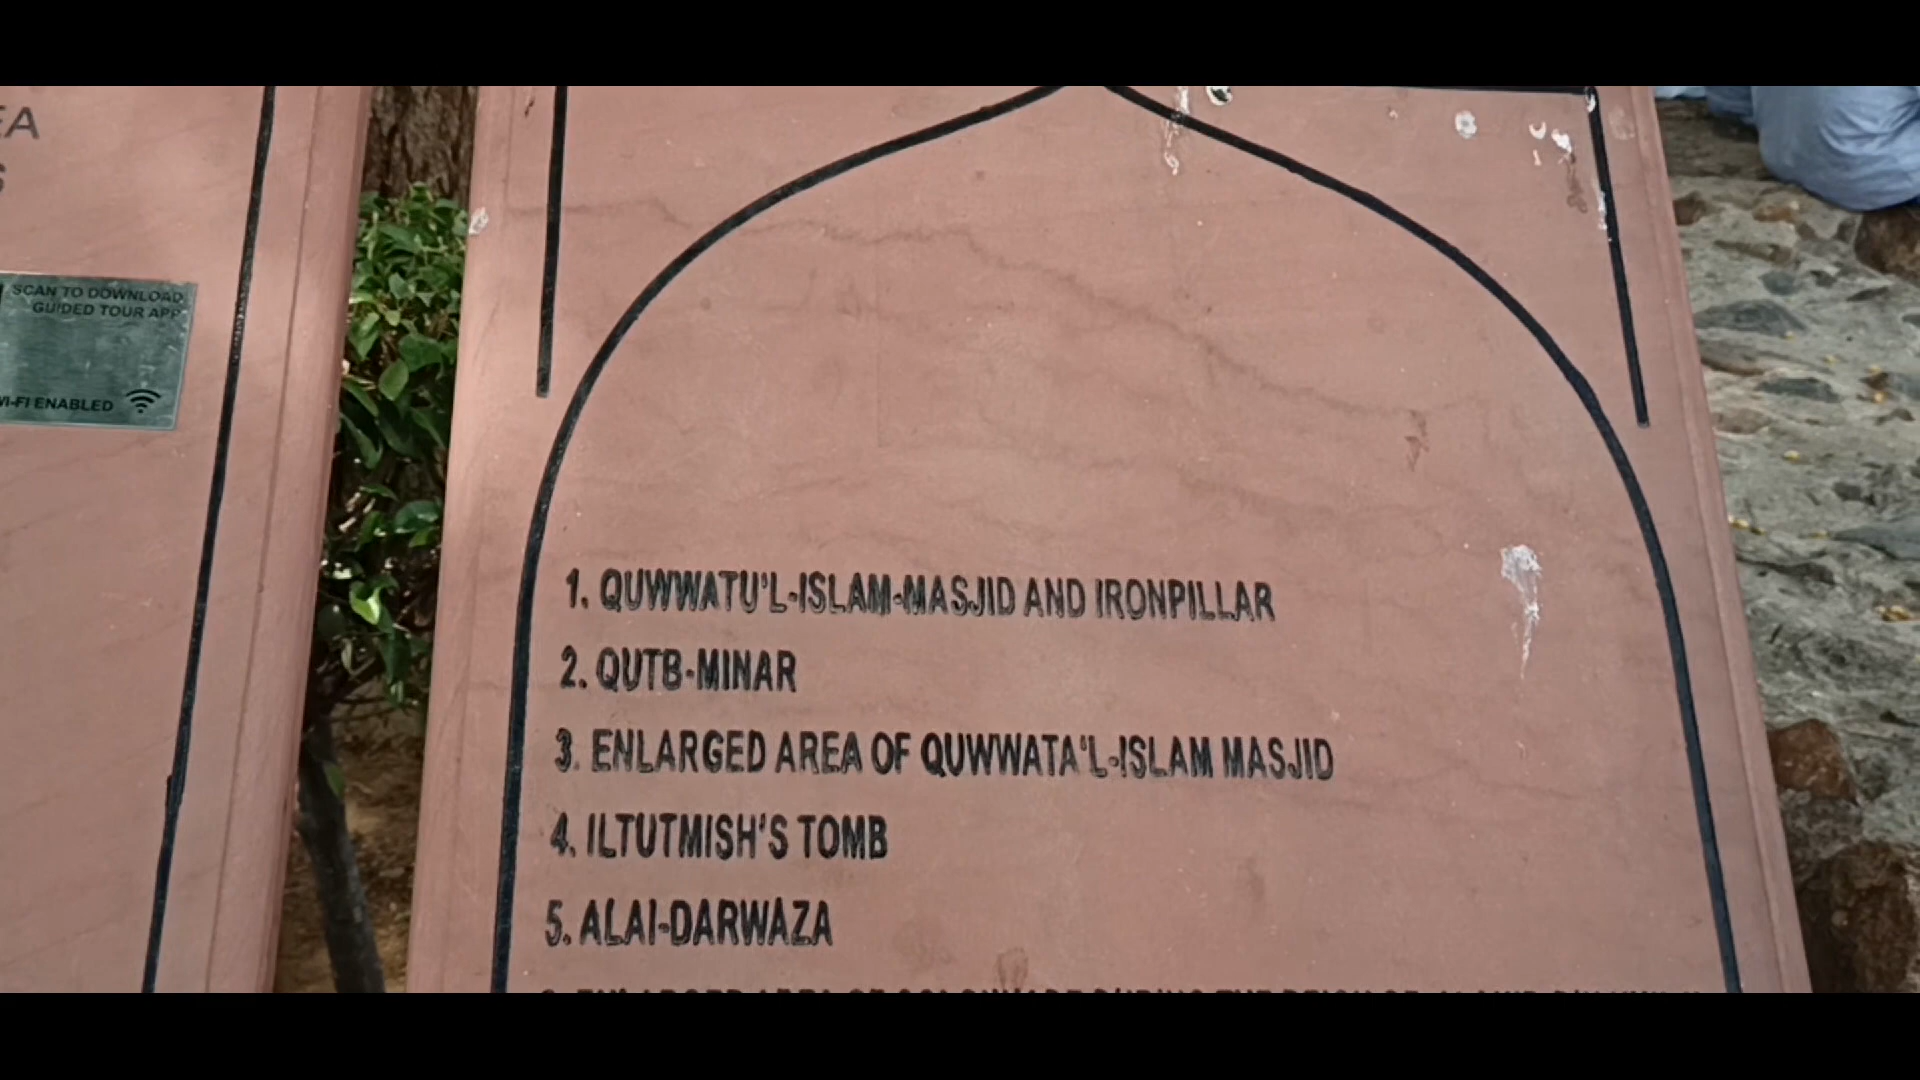 EA
S
SCAN TO DOWNLOAD
GUIDED TOUR APP
WI-FI ENABLED
1. QUWWATU'L-ISLAM-MASJID AND IRONPILLAR
2. QUTB-MINAR
3. ENLARGED AREA OF QUWWATA'L-ISLAM MASJID
4. ILTUTMISH'S TOMB
5. ALAI-DARWAZA